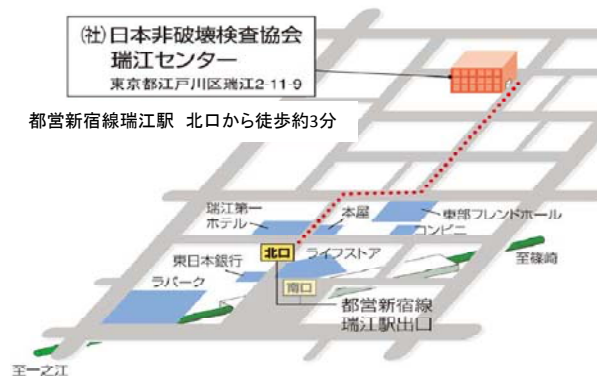 (社)日本非破壊検査協会
瑞江センター
東京都江戸川区瑞江2-11-9
都営新宿線瑞江駅 北口から徒歩約3分
瑞江第一
ホテル
本屋
東部フレンドホール
コンビニ
北口
ライフストア
東日本銀行
至篠崎
ラパーク
南口
都営新宿線
瑞江駅出口
至一之江